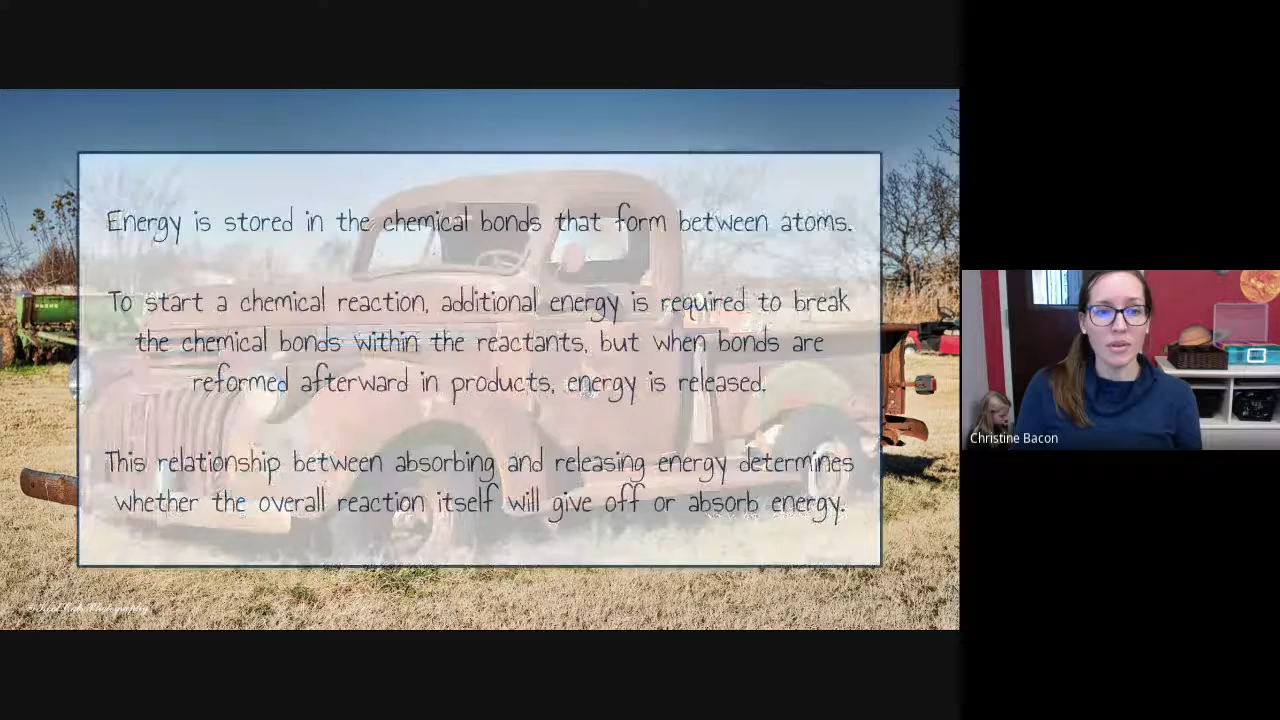 Energy is stored in the chemical bonds that form between atoms.
To start a chemical reaction, additional energy is required to break
the chemical bonds within the reactants, but when bonds are
reformed afterward in products, energy is released.
This relationship between absorbing and releasing energy determines
whether the overall reaction itself will give off or absorb energy.
Christine Bacon